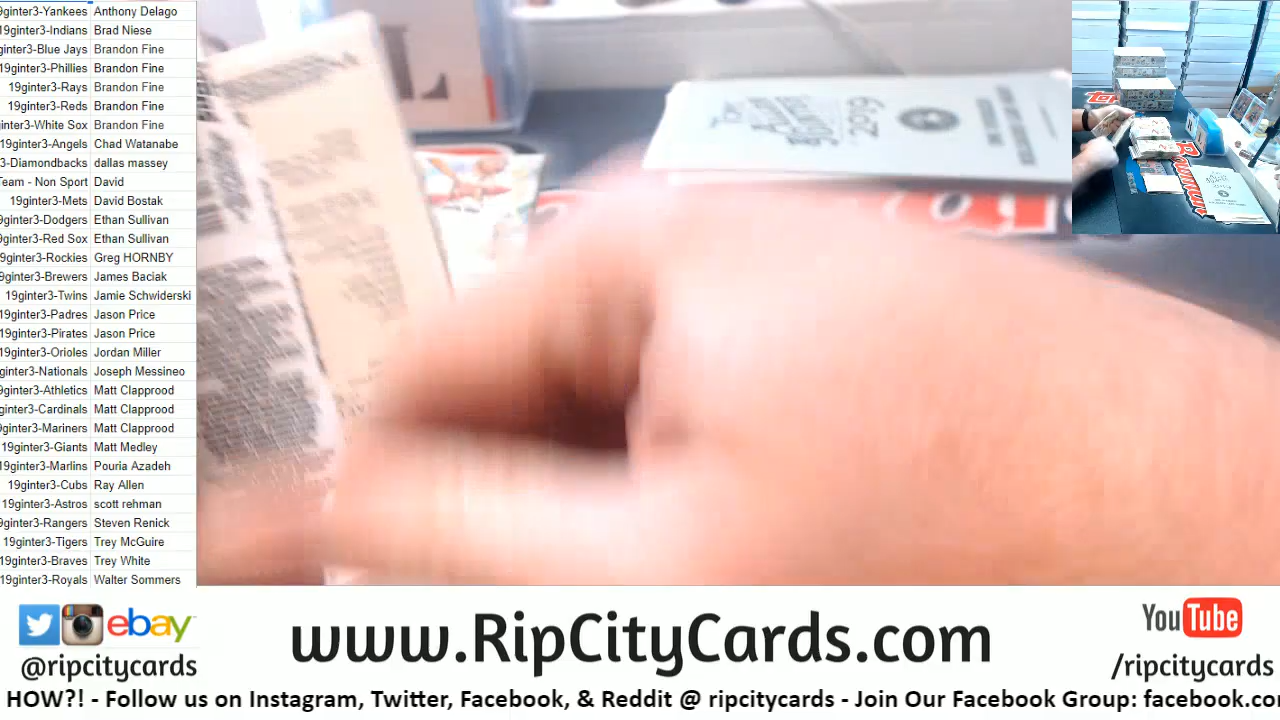 9ginter3-Yankees Anthony Delago
19ginter3-Indians Brad Niese
ginter3-Blue Jays Brandon Fine
19ginter3-Phillies Brandon Fine
19ginter3-Rays Brandon Fine
19ginter3-Reds Brandon Fine
ginter3-White Sox Brandon Fine
19ginter3-Angels Chad Watanabe
3-Diamondbacks dallas massey
Team - Non Sport David
19ginter3-Mets David Bostak
9ginter3-Dodgers Ethan Sullivan
9ginter3-Red Sox Ethan Sullivan
9ginter3-Rockies Greg HORNBY
9ginter3-Brewers James Baciak
19ginter3-Twins Jamie Schwiderski
19ginter3-Padres Jason Price
19ginter3-Pirates Jason Price
19ginter3-Orioles Jordan Miller
ginter3-Nationals Joseph Messineo
9ginter3-Athletics Matt Clapprood
ginter3-Cardinals Matt Clapprood
ginter3-Mariners Matt Clapprood
19ginter3-Giants Matt Medley
9ginter3-Marlins Pouria Azadeh
19ginter3-Cubs Ray Allen
19ginter3-Astros scott rehman
9ginter3-Rangers Steven Renick
19ginter3-Tigers Trey McGuire
19ginter3-Braves Trey White
19ginter3-Royals Walter Sommers
2019
ebay
@ripcitycards
www.RipCityCards.com
YouTube
/ripcitycards
HOW?! - Follow us on Instagram, Twitter, Facebook, & Reddit @ ripcitycards - Join Our Facebook Group: facebook.co